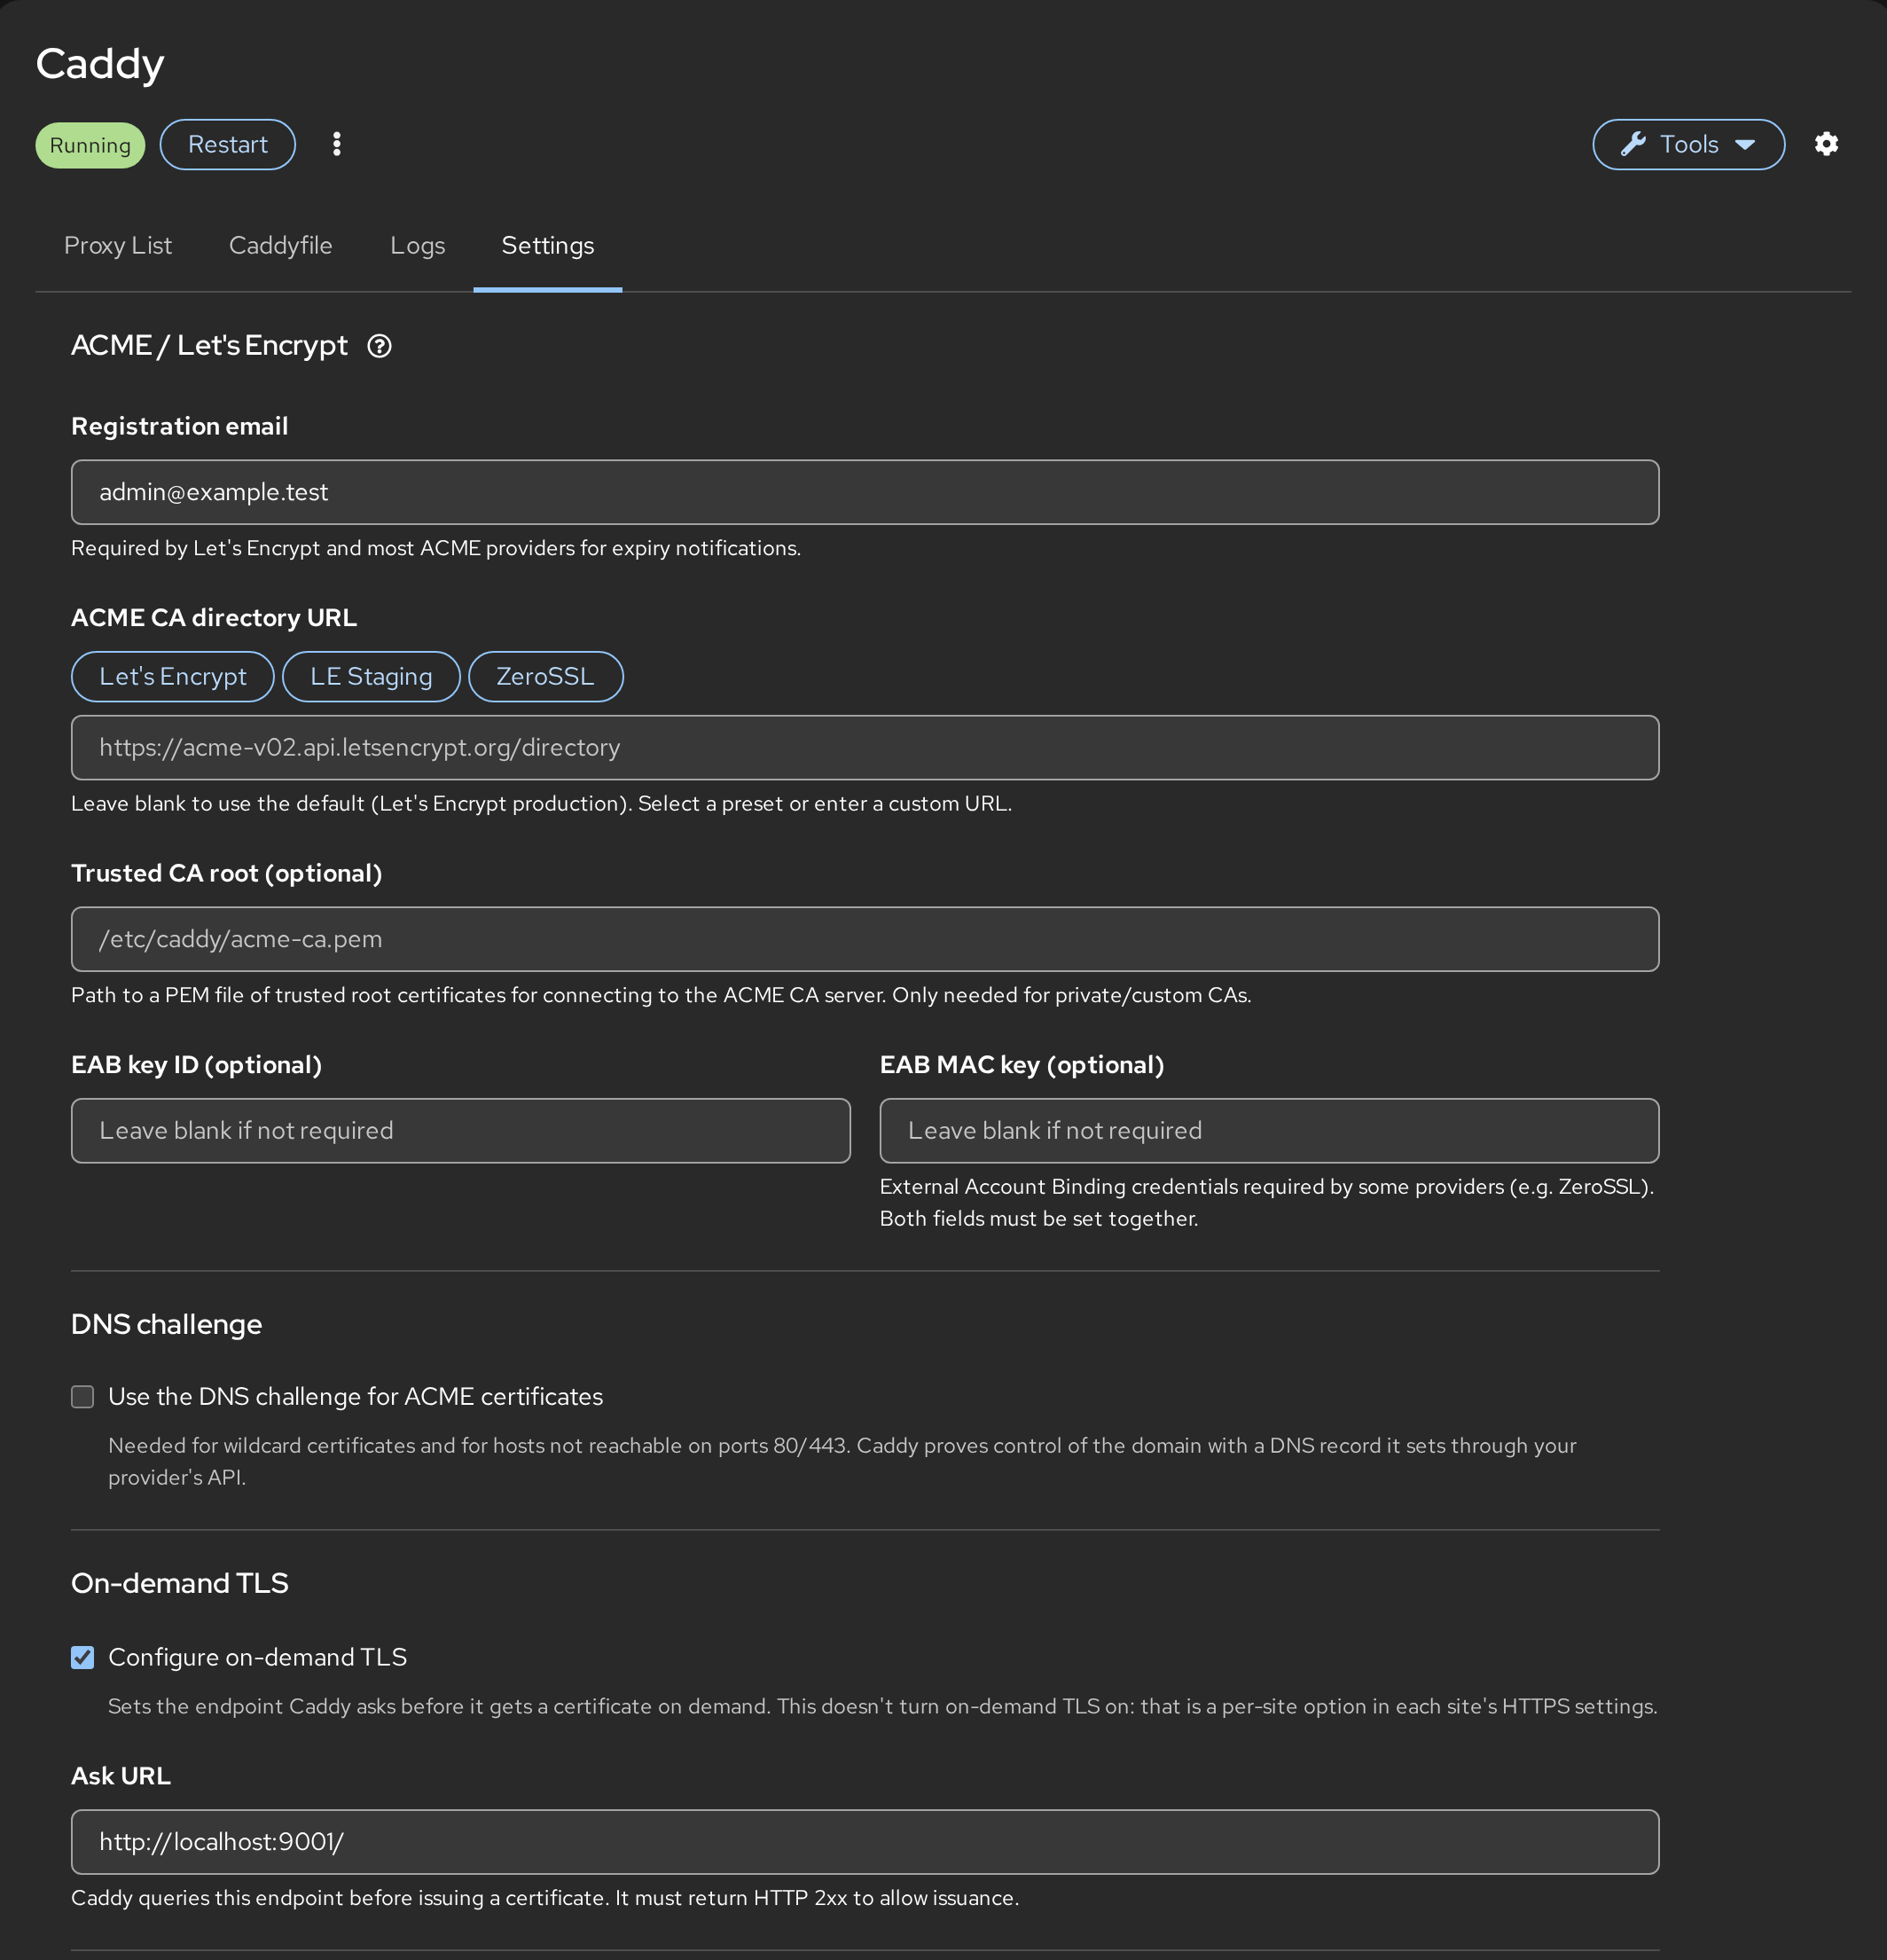 Caddy
Running
Restart
Tools
Proxy List
Caddyfile
Logs
Settings
ACME / Let's Encrypt
Registration email
admin@example.test
Required by Let's Encrypt and most ACME providers for expiry notifications.
ACME CA directory URL
Let's Encrypt
LE Staging
ZeroSSL
https://acme-v02.api.letsencrypt.org/directory
Leave blank to use the default (Let's Encrypt production). Select a preset or enter a custom URL.
Trusted CA root (optional)
/etc/caddy/acme-ca.pem
Path to a PEM file of trusted root certificates for connecting to the ACME CA server. Only needed for private/custom CAs.
EAB key ID (optional)
Leave blank if not required
EAB MAC key (optional)
Leave blank if not required
External Account Binding credentials required by some providers (e.g. ZeroSSL).
Both fields must be set together.
DNS challenge
Use the DNS challenge for ACME certificates
Needed for wildcard certificates and for hosts not reachable on ports 80/443. Caddy proves control of the domain with a DNS record it sets through your
provider's API.
On-demand TLS
Configure on-demand TLS
Sets the endpoint Caddy asks before it gets a certificate on demand. This doesn't turn on-demand TLS on: that is a per-site option in each site's HTTPS settings.
Ask URL
http://localhost:9001/
Caddy queries this endpoint before issuing a certificate. It must return HTTP 2xx to allow issuance.